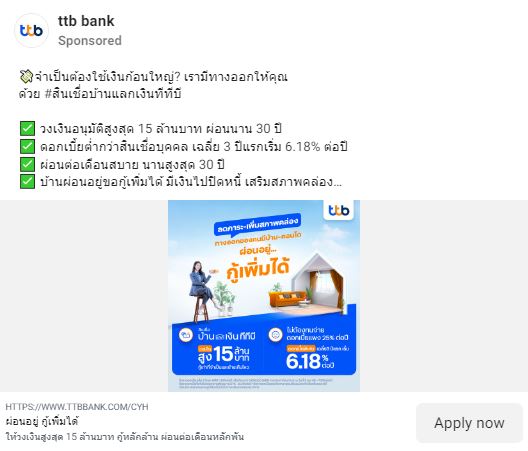 ttb bank
Sponsored
💸จำเป็นต้องใช้เงินก้อนใหญ่? เรามีทางออกให้คุณ
ด้วย #สินเชื่อบ้านแลกเงินทีทีบี
✅ วงเงินอนุมัติสูงสุด 15 ล้านบาท ผ่อนนาน 30 ปี
✅ ดอกเบี้ยต่ำกว่าสินเชื่อบุคคล เฉลี่ย 3 ปีแรกเริ่ม 6.18% ต่อปี
✅ ผ่อนต่อเดือนสบาย นานสูงสุด 30 ปี
✅ บ้านผ่อนอยู่ขอกู้เพิ่มได้ มีเงินไปปิดหนี้ เสริมสภาพคล่อง...
ttb
ลดภาระ-เพิ่มสภาพคล่อง
ทางออกของคนมีบ้าน-คอนโด
ผ่อนอยู่...
กู้เพิ่มได้
สินเชื่อ
บ้านแลกเงิน ทีทีบี
สูง 15 ล้านบาท
ไม่ต้องทนจ่าย
ดอกเบี้ยแพง 25% ต่อปี
6.18% ต่อปี
HTTPS://WWW.TTBBANK.COM/CYH
ผ่อนอยู่ กู้เพิ่มได้
ให้วงเงินสูงสุด 15 ล้านบาท กู้หลักล้าน ผ่อนต่อเดือนหลักพัน
Apply now